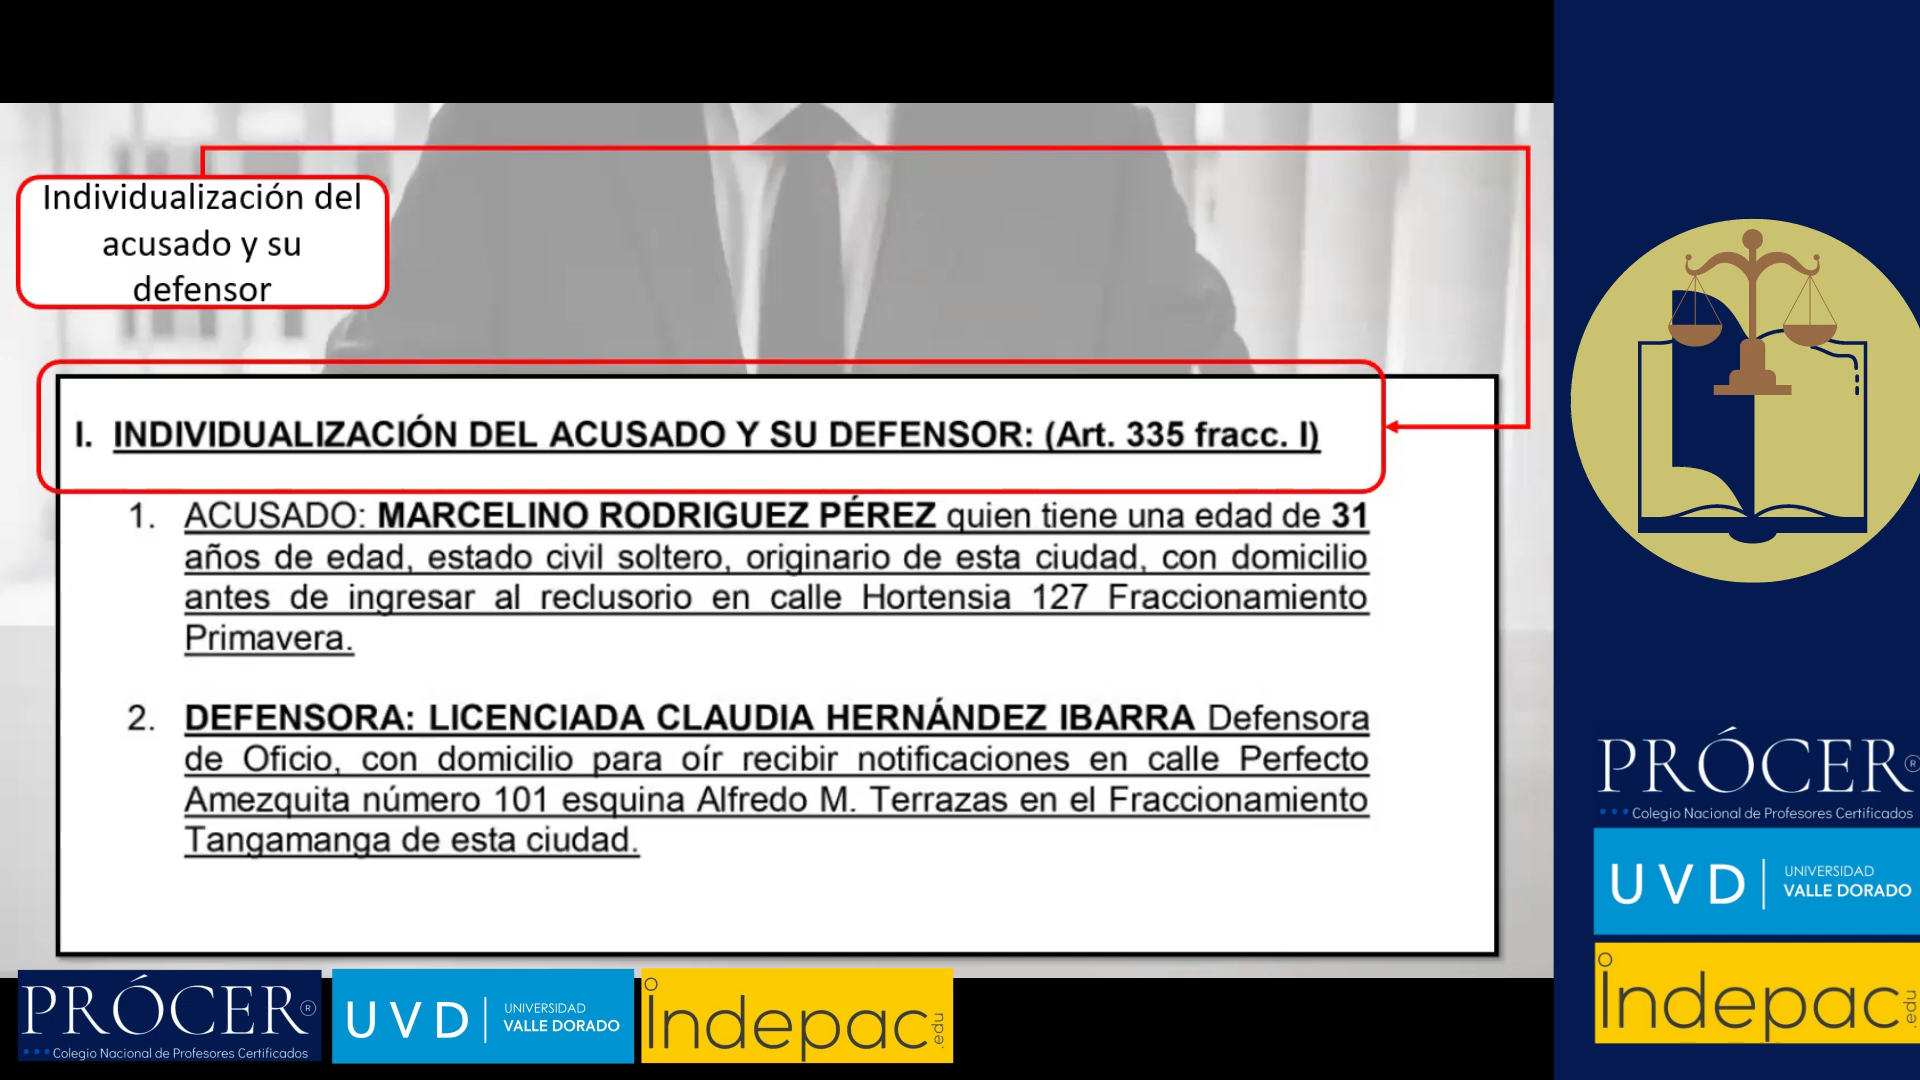 Individualización del
acusado y su
defensor
I. INDIVIDUALIZACIÓN DEL ACUSADO Y SU DEFENSOR: (Art. 335 fracc. I)
1. ACUSADO: MARCELINO RODRIGUEZ PÉREZ quien tiene una edad de 31
años de edad, estado civil soltero, originario de esta ciudad, con domicilio
antes de ingresar al reclusorio en calle Hortensia 127 Fraccionamiento
Primavera.
2. DEFENSORA: LICENCIADA CLAUDIA HERNÁNDEZ IBARRA Defensora
de Oficio, con domicilio para oír recibir notificaciones en calle Perfecto
Amezquita número 101 esquina Alfredo M. Terrazas en el Fraccionamiento
Tangamanga de esta ciudad.
PRÓCER®
Colegio Nacional de Profesores Certificados
UVD
UNIVERSIDAD
VALLE DORADO
indepac.edu
PRÓCER®
Colegio Nacional de Profesores Certificados
UVD
UNIVERSIDAD
VALLE DORADO
indepac.edu